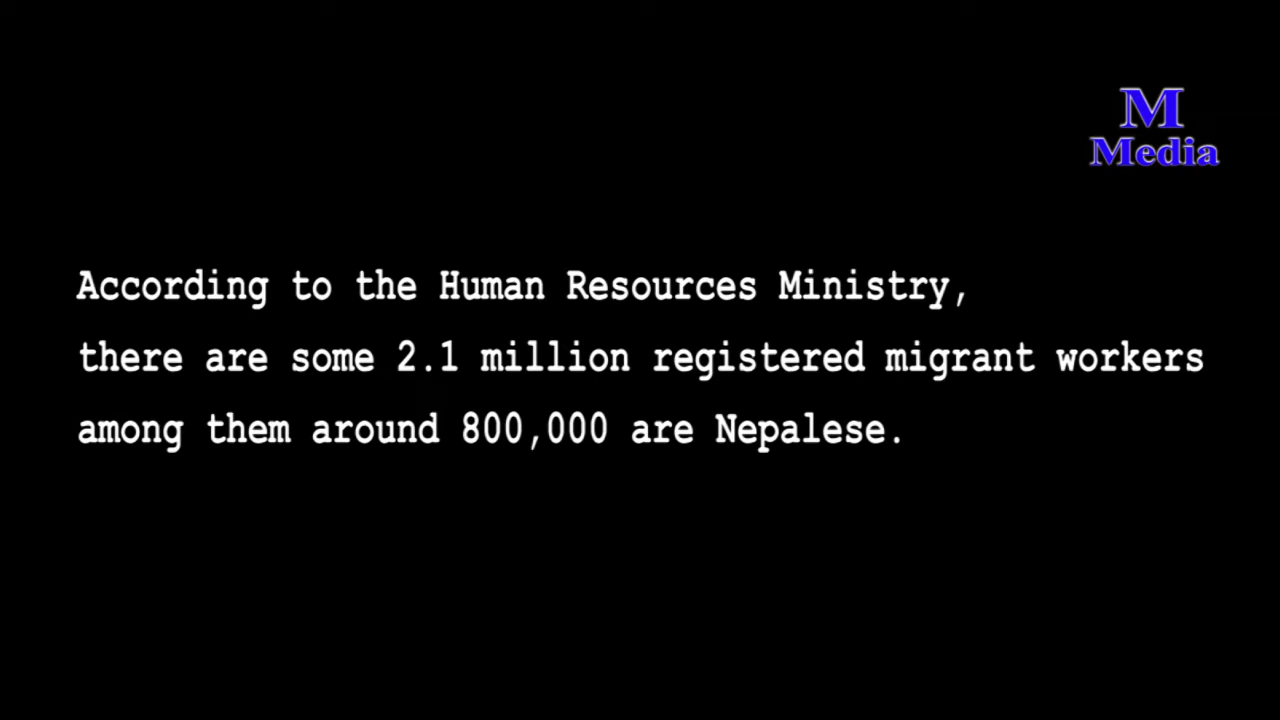 M
Media
According to the Human Resources Ministry,
there are some 2.1 million registered migrant workers
among them around 800,000 are Nepalese.